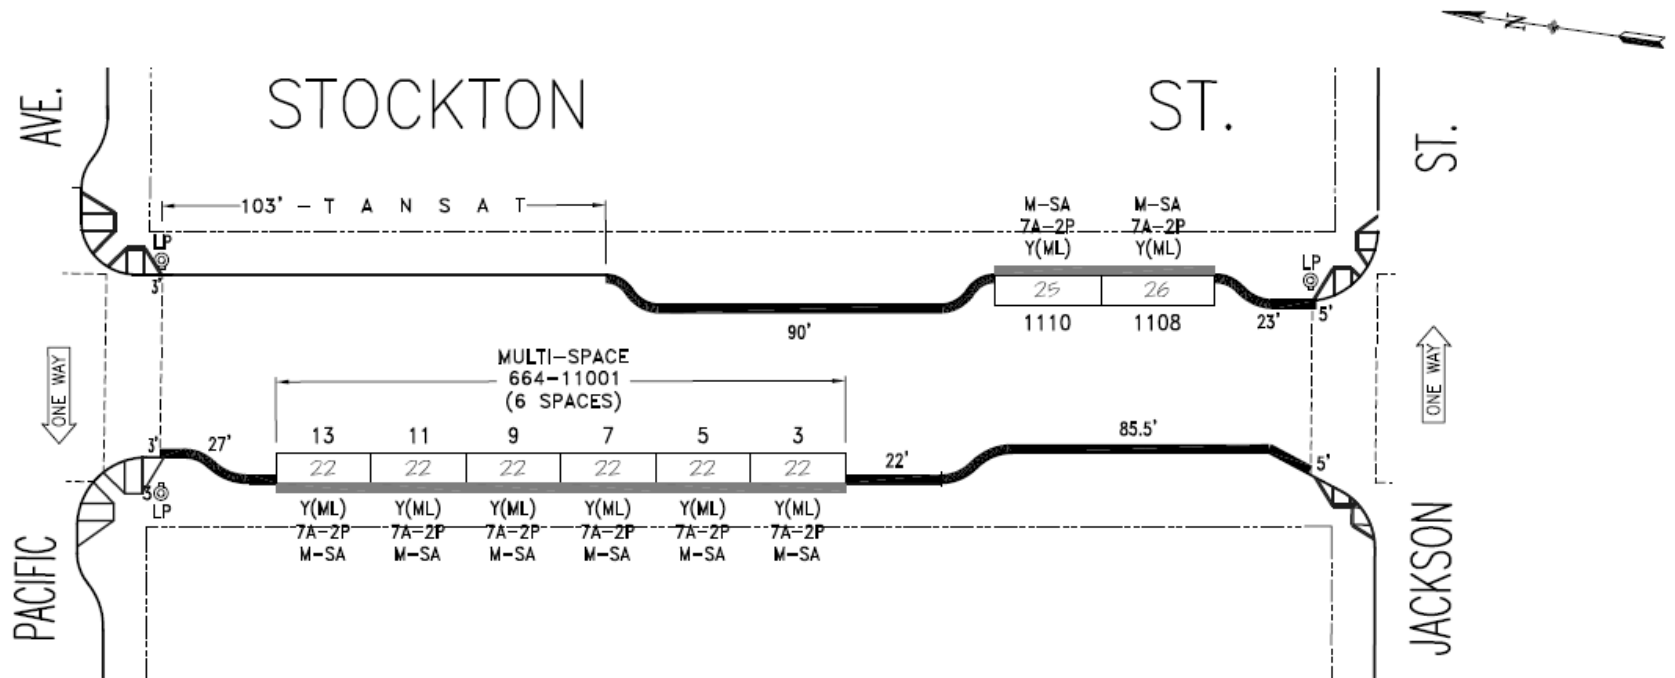 N
STOCKTON ST.
AVE.
ST.
103' - T A N S A T
M-SA
7A-2P
Y(ML)
M-SA
7A-2P
Y(ML)
LP
LP
3'
25
26
5'
1110
1108
23'
90'
ONE WAY
MULTI-SPACE
664-11001
(6 SPACES)
ONE WAY
3'
27'
13
11
9
7
5
3
22
22
22
22
22
22
22'
85.5'
5'
3
LP
Y(ML)
7A-2P
M-SA
Y(ML)
7A-2P
M-SA
Y(ML)
7A-2P
M-SA
Y(ML)
7A-2P
M-SA
Y(ML)
7A-2P
M-SA
Y(ML)
7A-2P
M-SA
PACIFIC
JACKSON